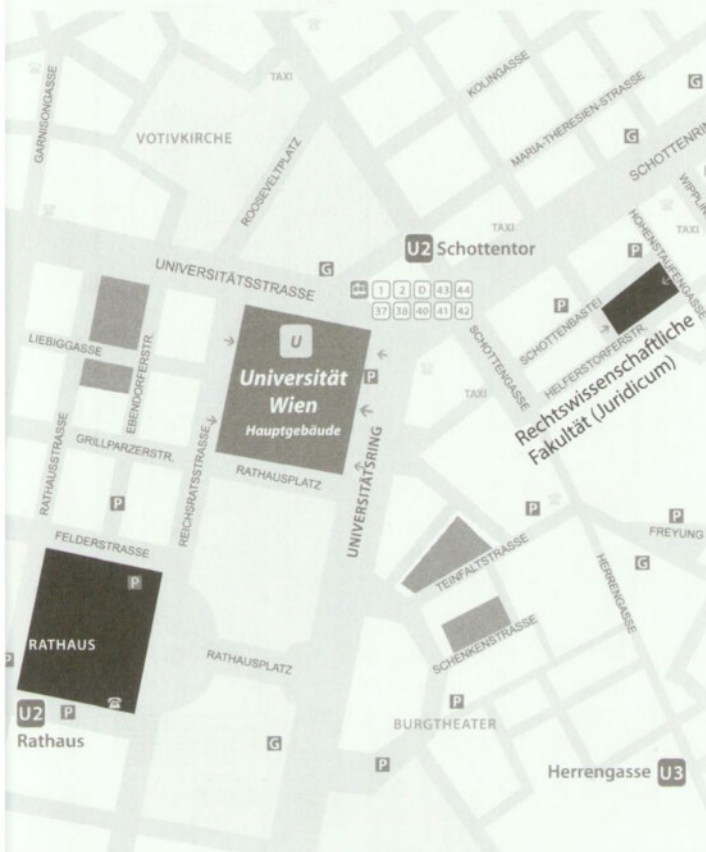 GARNISONGASSE
TAXI
VOTIVKIRCHE
ROOSEVELTPLATZ
KOLINGASSE
MARIA-THERESIEN-STRASSE
G
G
SCHOTTENRIN
WIPPLIN
TAXI
TAXI
HOHENSTAUFENGASSE
P
U2 Schottentor
UNIVERSITÄTSSTRASSE
G
1 2 D 43 44
37 38 40 41 42
P
SCHOTTENBASTEI
HELFERSTORFERSTR.
SCHOTTENGASSE
Rechtswissenschaftliche
Fakultät (Juridicum)
LIEBIGGASSE
EBENDORFERSTR.
U
Universität
Wien
Hauptgebäude
P
TAXI
RATHAUSSTRASSE
GRILLPARZERSTR.
REICHSRATSSTRASSE
RATHAUSPLATZ
UNIVERSITÄTSRING
P
FELDERSTRASSE
P
P
FREYUNG
G
TEINFALTSTRASSE
HERRENGASSE
P
RATHAUS
P
SCHENKENSTRASSE
RATHAUSPLATZ
U2 P
Rathaus
G
P
BURGTHEATER
P
Herrengasse U3